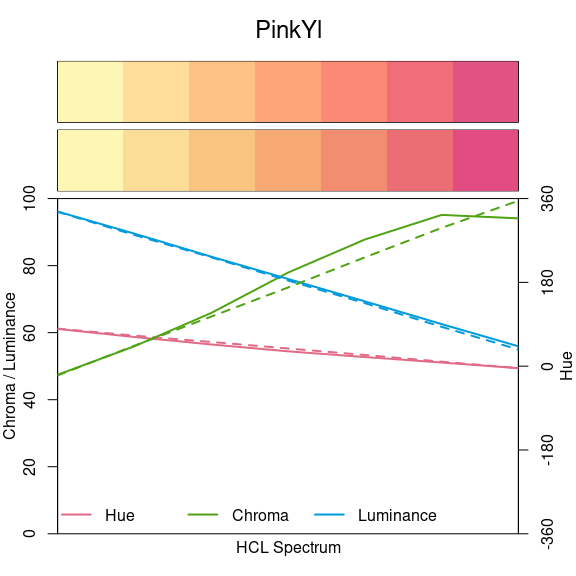 PinkYl
100
80
60
40
20
0
Chroma / Luminance
360
180
0
-180
-360
Hue
Hue
Chroma
Luminance
HCL Spectrum